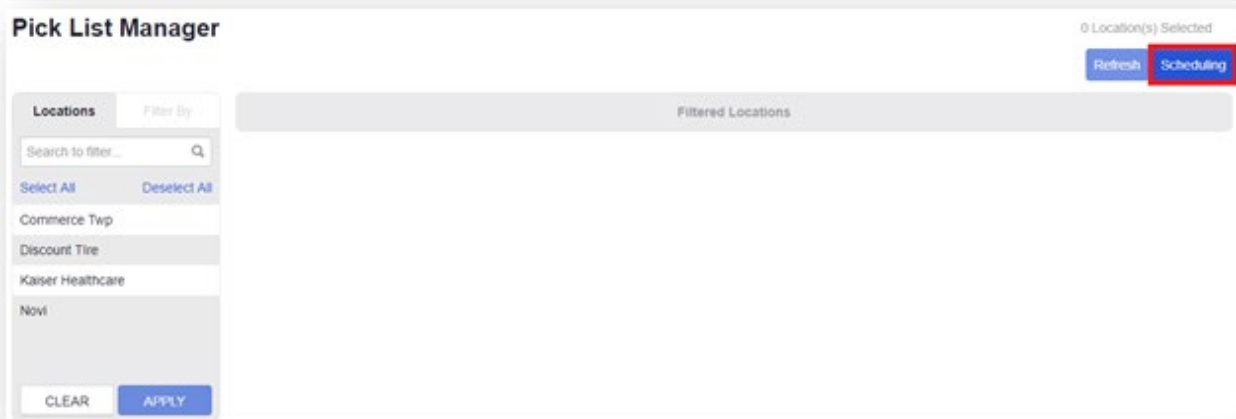 Pick List Manager
0 Location(s) Selected
Refresh Scheduling
Locations Filter By
Filtered Locations
Search to filter...
Select All Deselect All
Commerce Twp
Discount Tire
Kaiser Healthcare
Novi
CLEAR APPLY